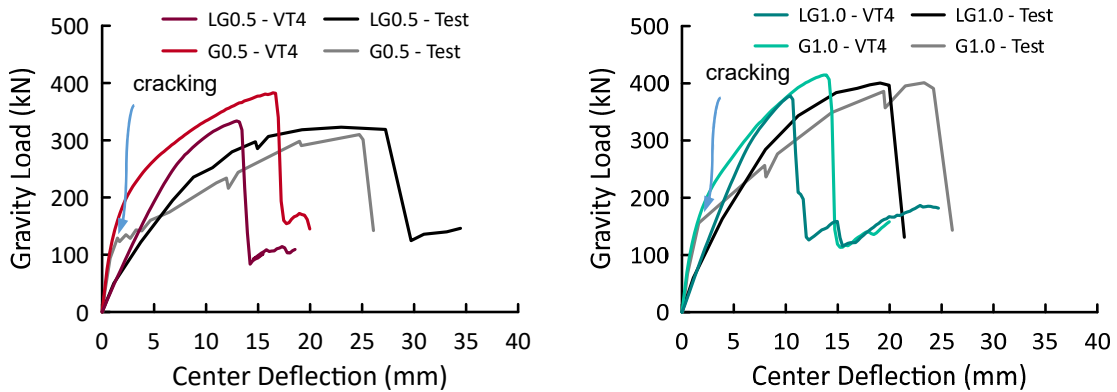 LG0.5 - VT4 LG0.5 - Test
G0.5 - VT4 G0.5 - Test
cracking
Gravity Load (kN)
500
400
300
200
100
0
0 5 10 15 20 25 30 35 40
Center Deflection (mm)
LG1.0 - VT4 LG1.0 - Test
G1.0 - VT4 G1.0 - Test
cracking
Gravity Load (kN)
500
400
300
200
100
0
0 5 10 15 20 25 30 35 40
Center Deflection (mm)